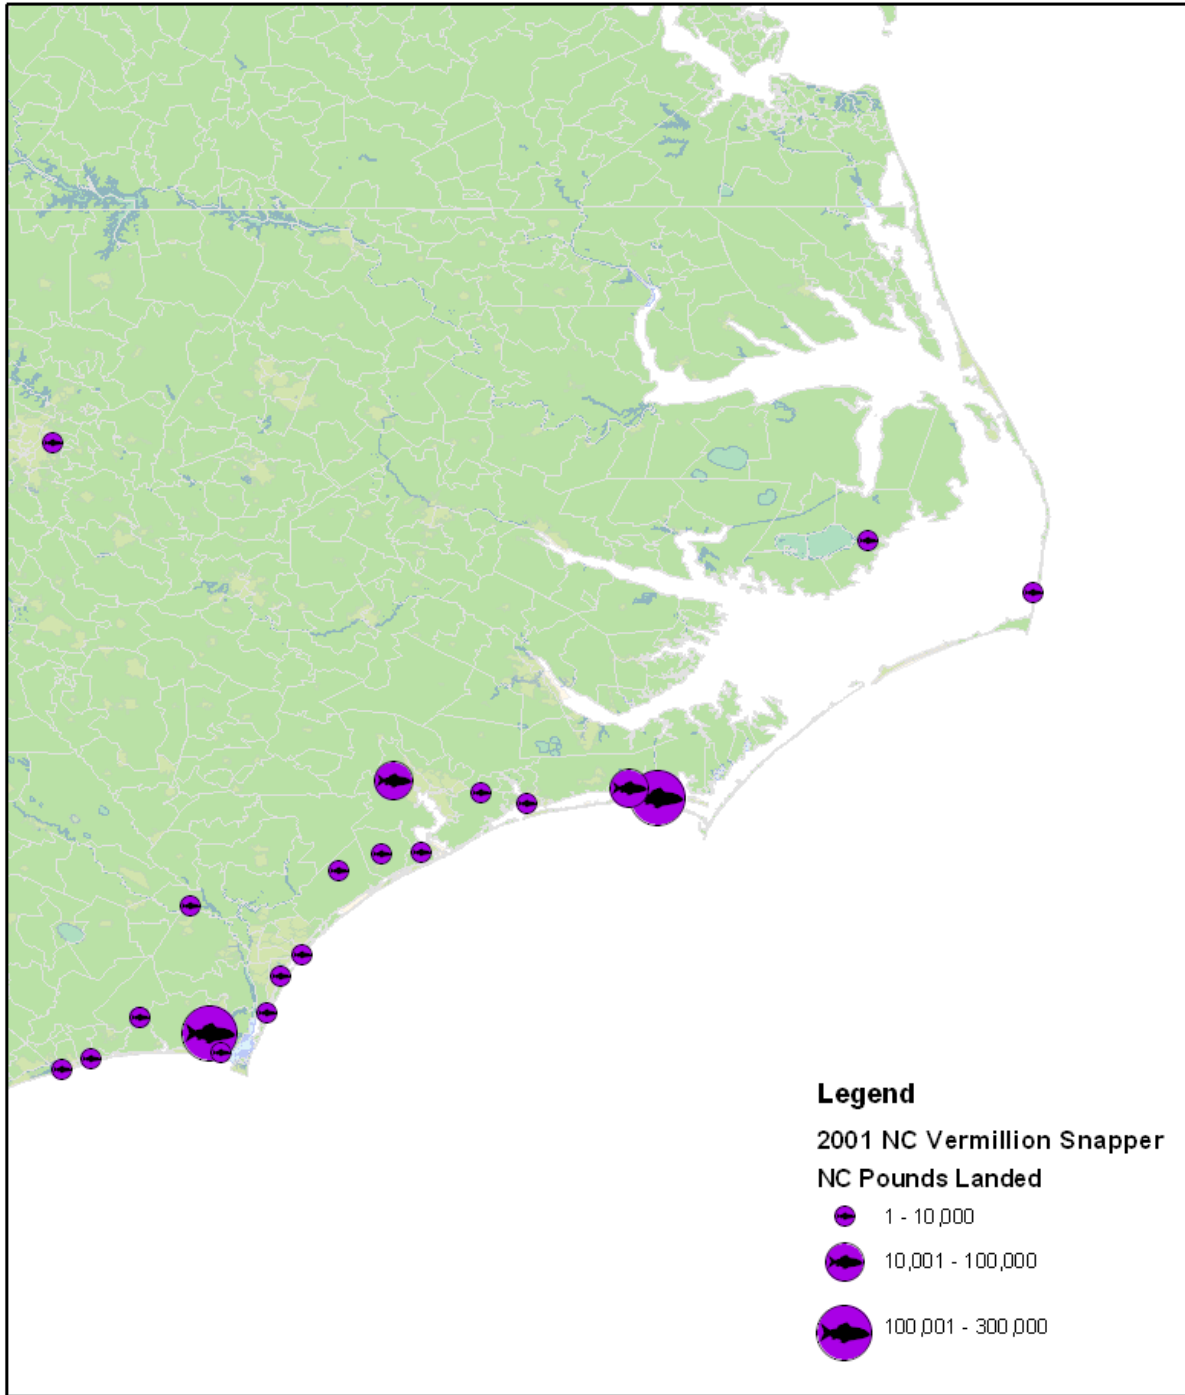 Legend
2001 NC Vermillion Snapper
NC Pounds Landed
1 - 10,000
10,001 - 100,000
100,001 - 300,000